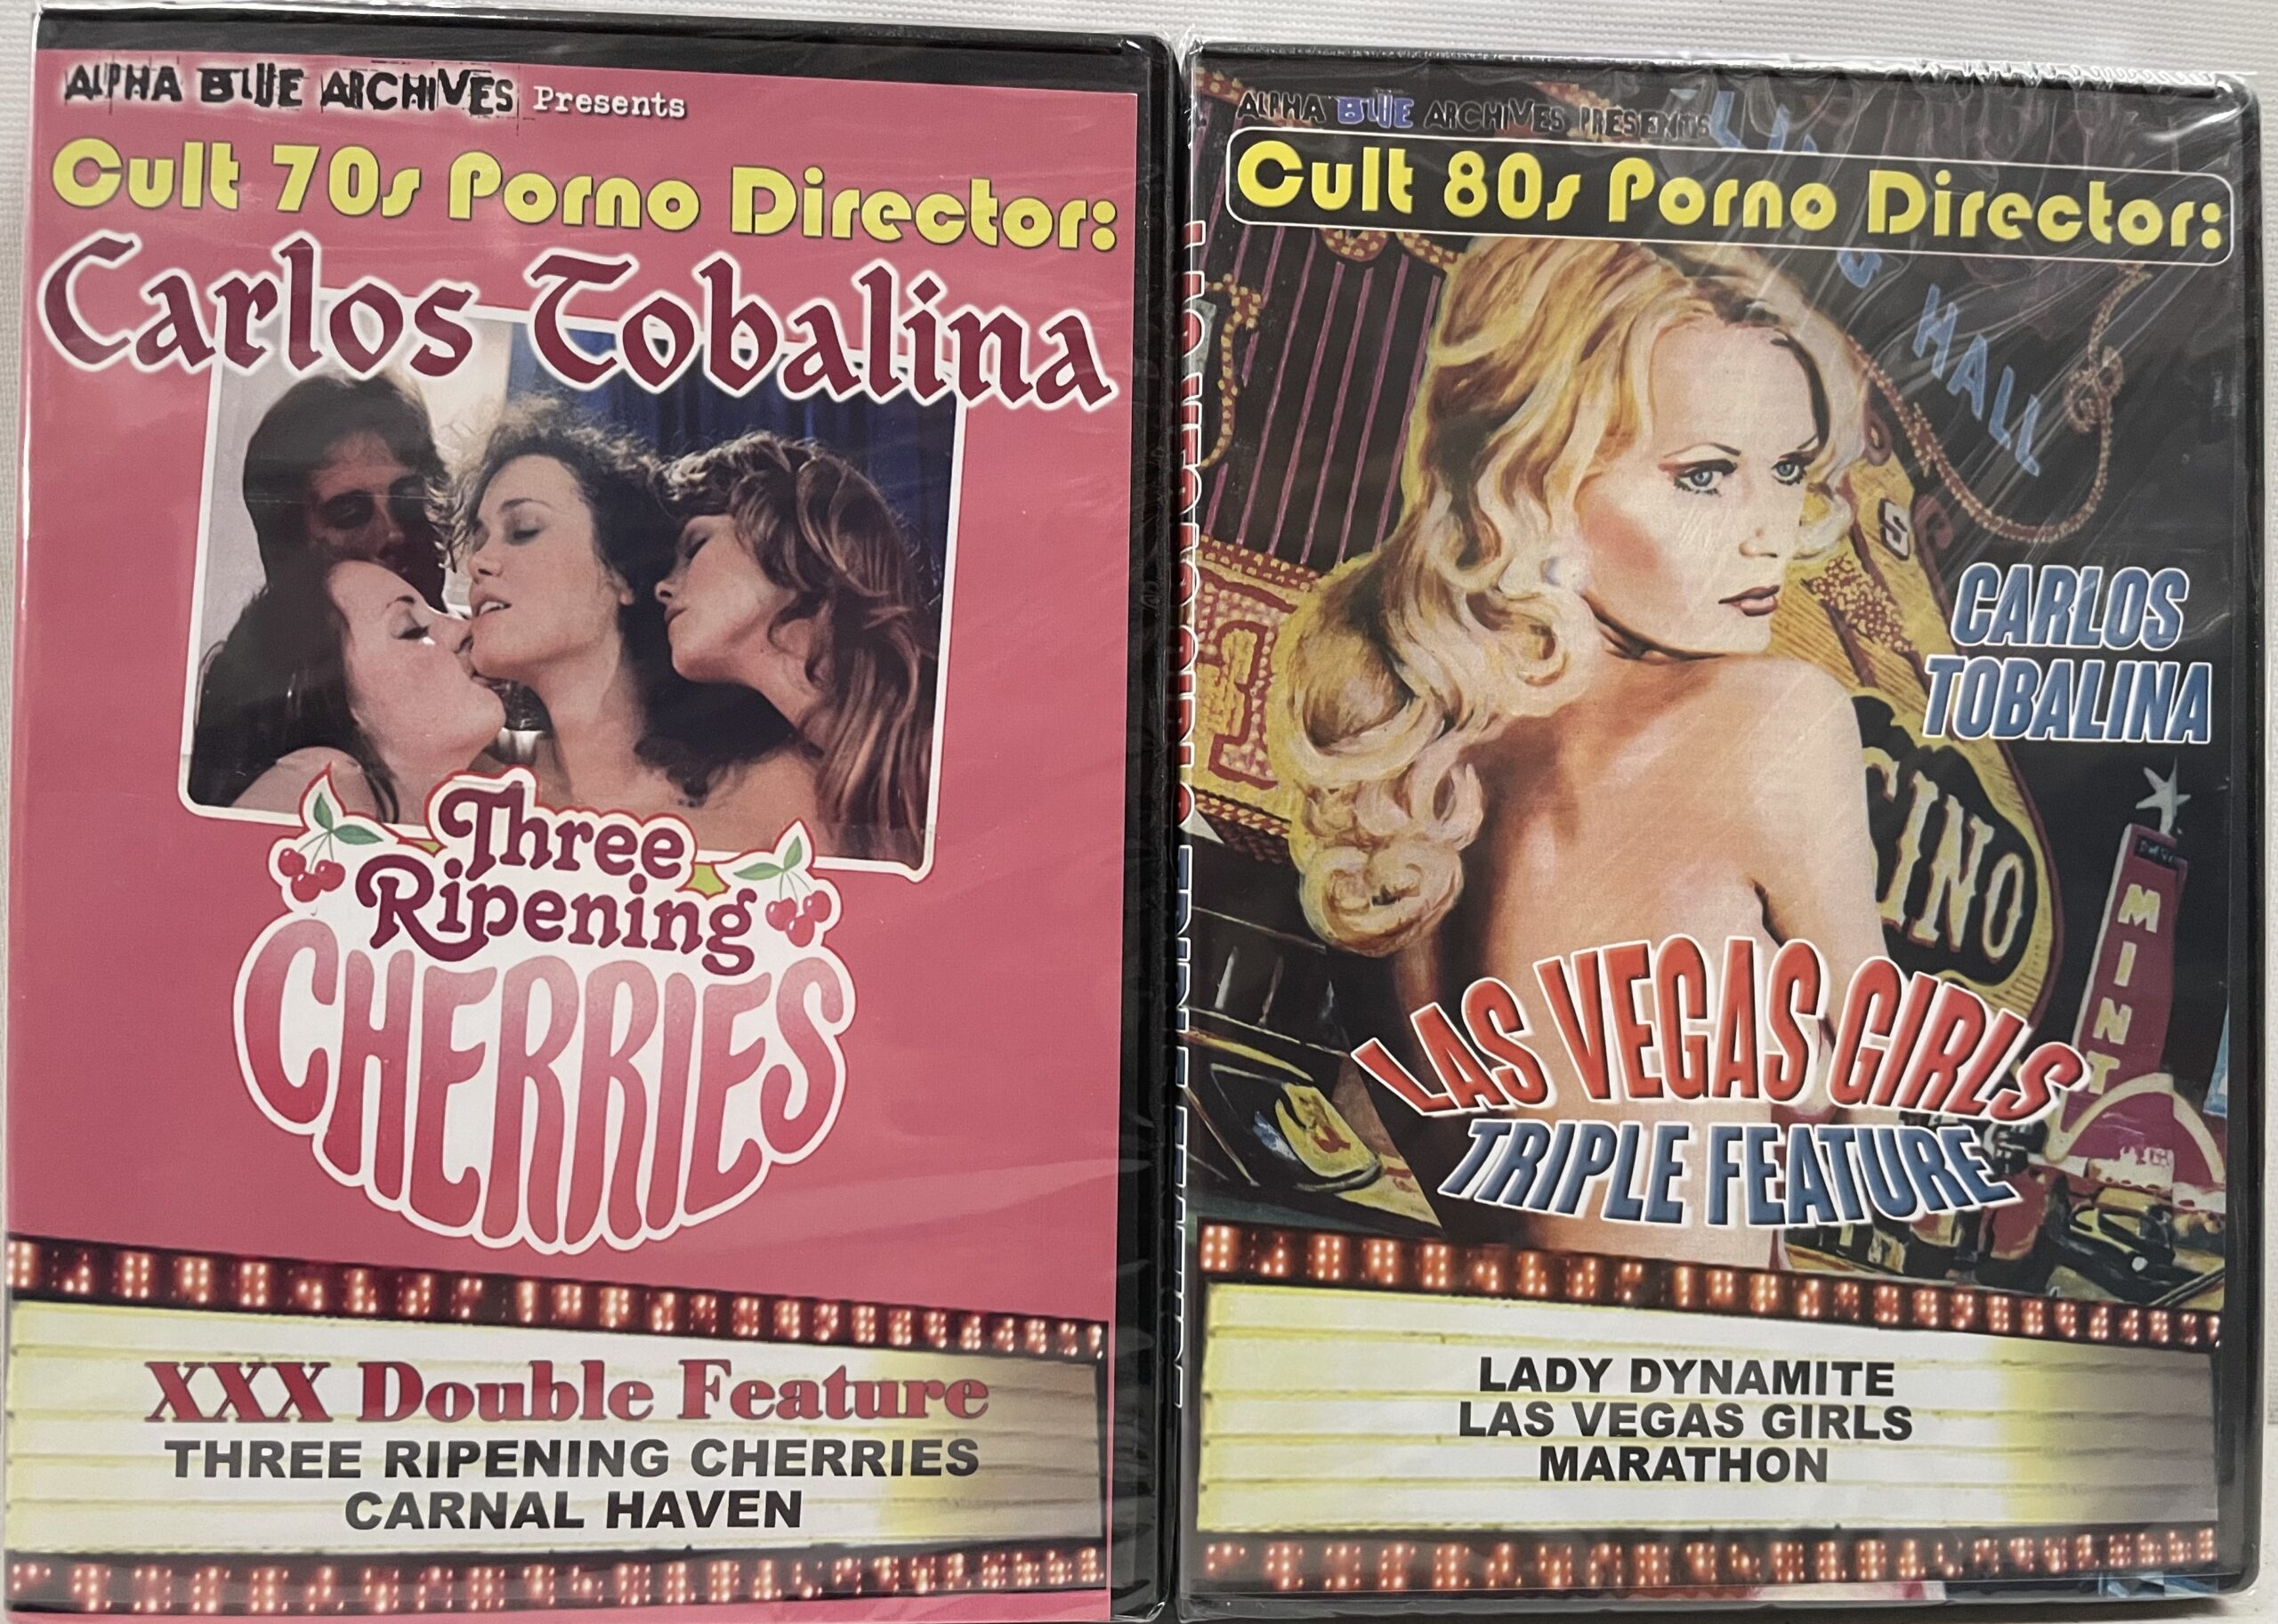 ALPHA BLUE ARCHIVES Presents
Cult 70s Porno Director:
Carlos Tobalina
Three
Ripening
CHERRIES
XXX Double Feature
THREE RIPENING CHERRIES
CARNAL HAVEN
ALPHA BLUE ARCHIVES PRESENTS
Cult 80s Porno Director:
HALL
CARLOS
TOBALINA
CINO
MINT
LAS VEGAS GIRLS
TRIPLE FEATURE
LADY DYNAMITE
LAS VEGAS GIRLS
MARATHON